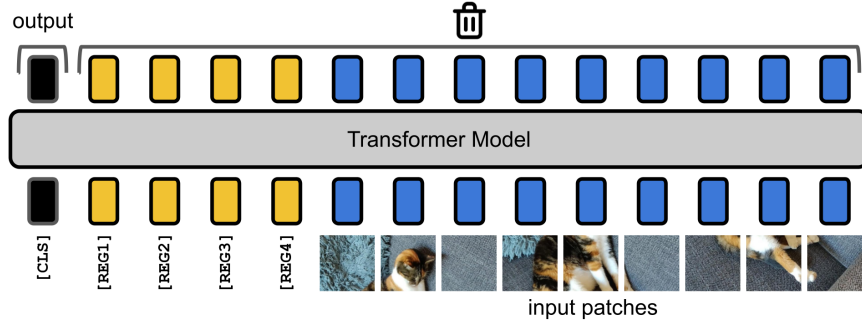 output
Transformer Model
[CLS]
[REG1]
[REG2]
[REG3]
[REG4]
input patches